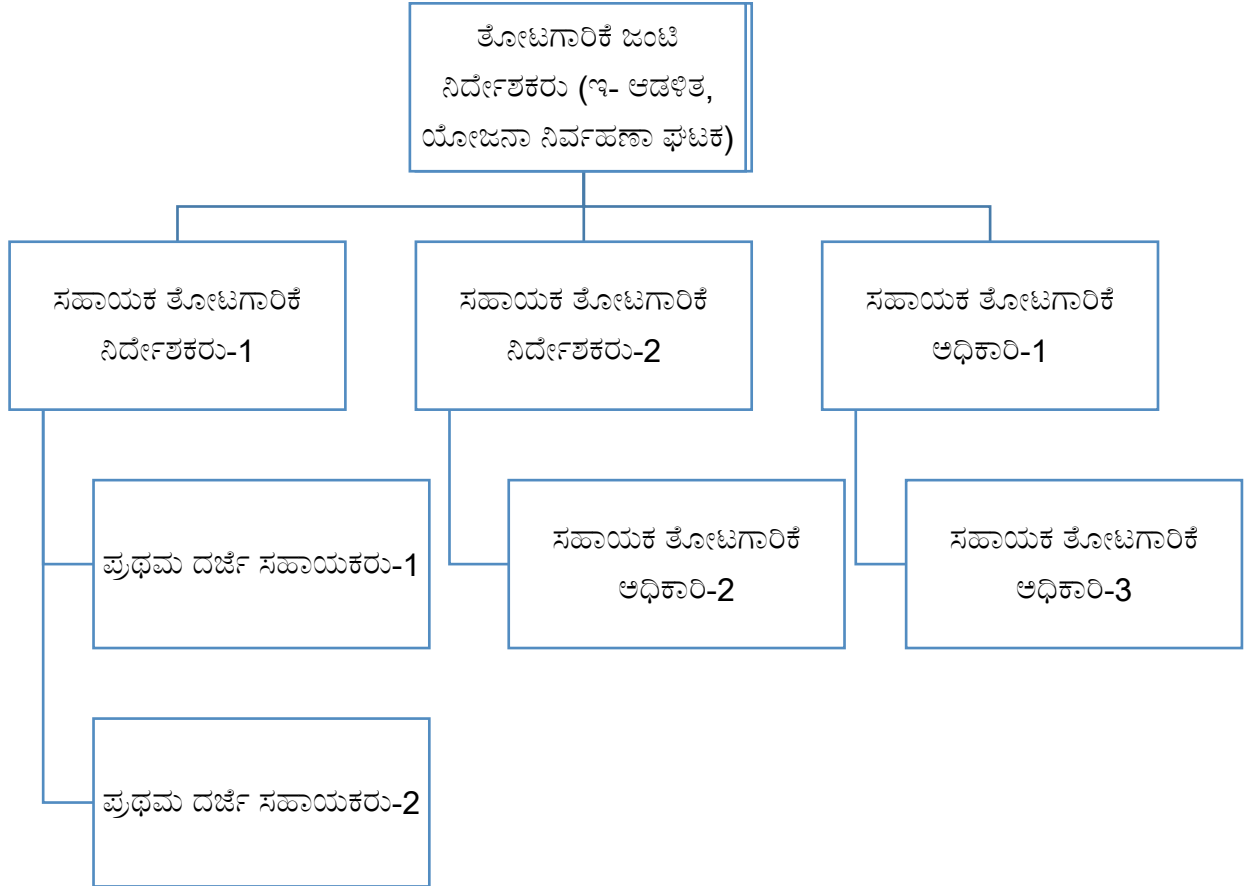 ತೋಟಗಾರಿಕೆ ಜಂಟಿ
ನಿರ್ದೇಶಕರು (ಇ- ಆಡಳಿತ,
ಯೋಜನಾ ನಿರ್ವಹಣಾ ಘಟಕ)
ಸಹಾಯಕ ತೋಟಗಾರಿಕೆ
ನಿರ್ದೇಶಕರು-1
ಸಹಾಯಕ ತೋಟಗಾರಿಕೆ
ನಿರ್ದೇಶಕರು-2
ಸಹಾಯಕ ತೋಟಗಾರಿಕೆ
ಅಧಿಕಾರಿ-1
ಪ್ರಥಮ ದರ್ಜೆ ಸಹಾಯಕರು-1
ಸಹಾಯಕ ತೋಟಗಾರಿಕೆ
ಅಧಿಕಾರಿ-2
ಸಹಾಯಕ ತೋಟಗಾರಿಕೆ
ಅಧಿಕಾರಿ-3
ಪ್ರಥಮ ದರ್ಜೆ ಸಹಾಯಕರು-2